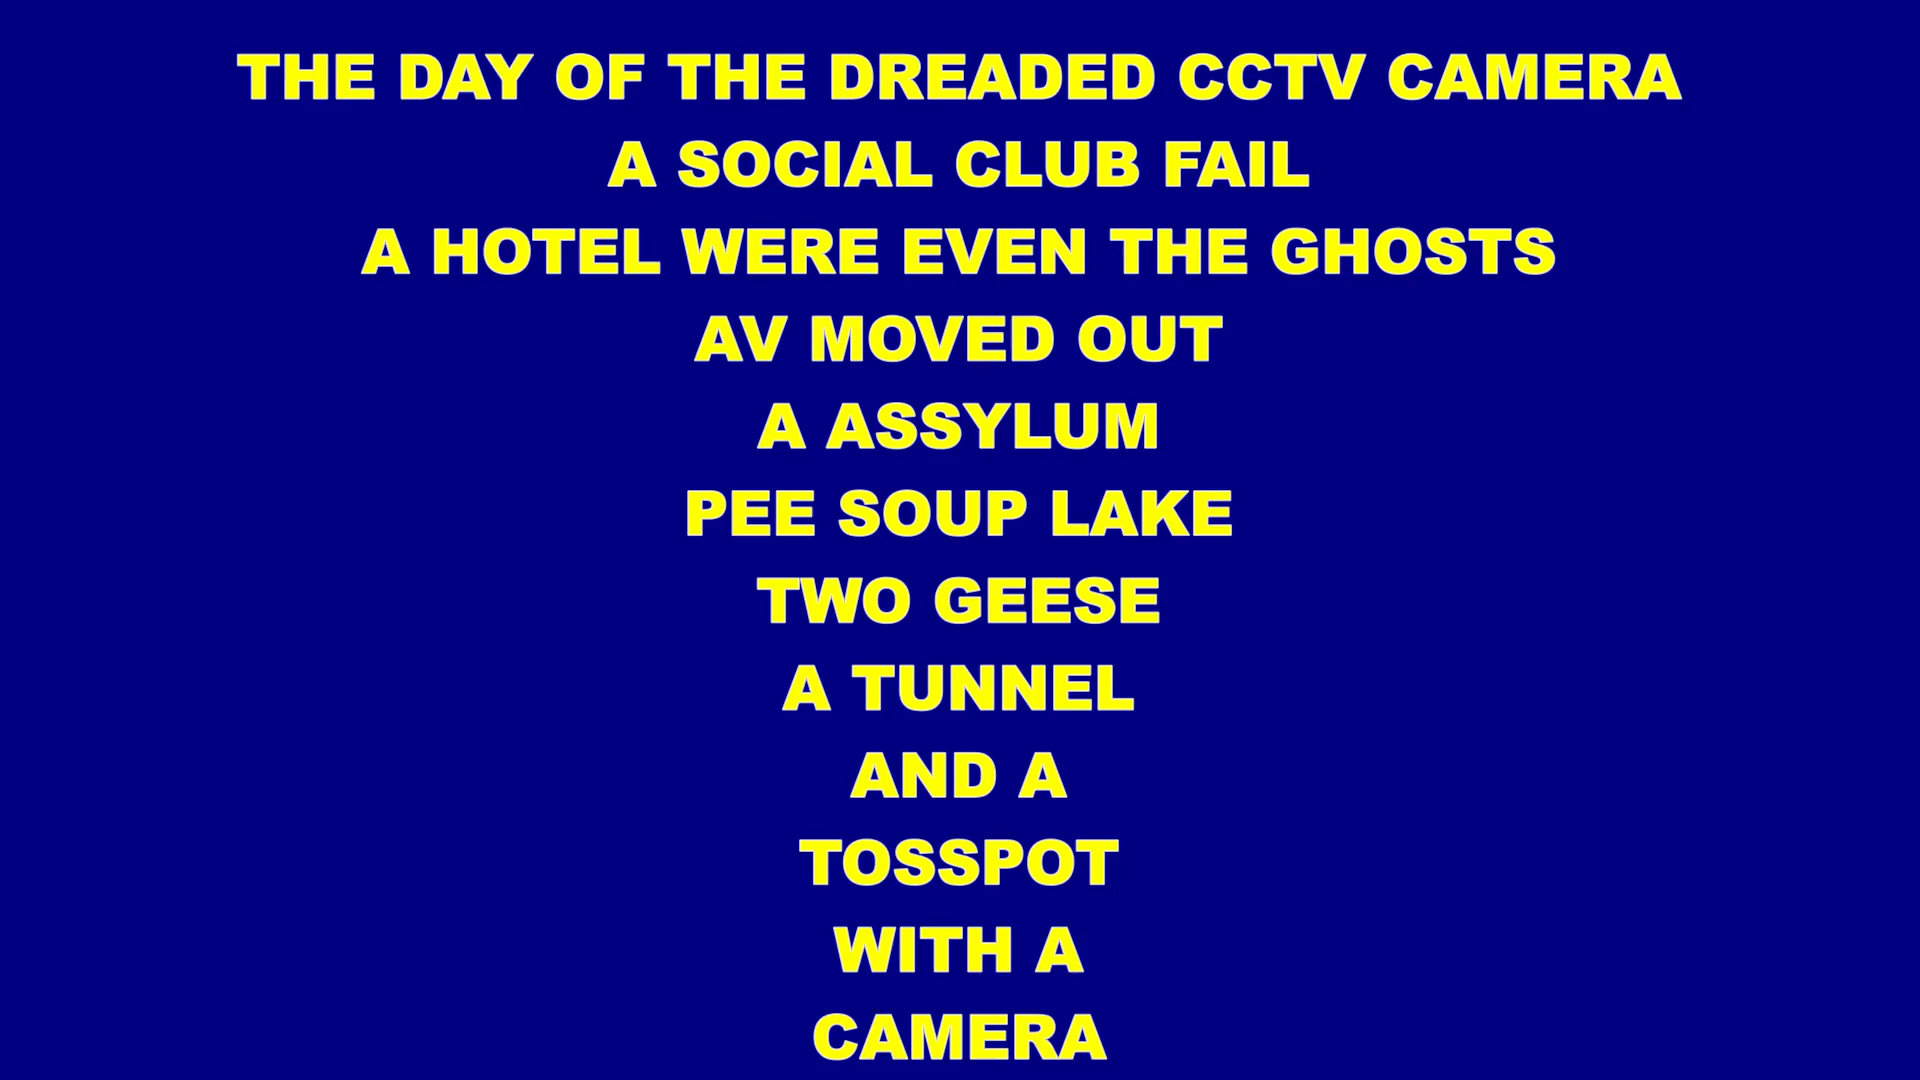 THE DAY OF THE DREADED CCTV CAMERA
A SOCIAL CLUB FAIL
A HOTEL WERE EVEN THE GHOSTS
AV MOVED OUT
A ASSYLUM
PEE SOUP LAKE
TWO GEESE
A TUNNEL
AND A
TOSSPOT
WITH A
CAMERA